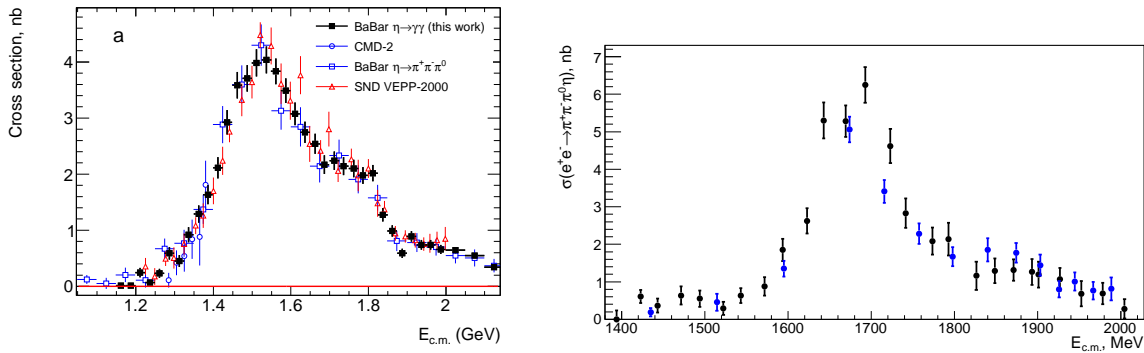 Cross section, nb
a
BaBar η→γγ (this work)
CMD-2
BaBar η→π⁺π⁻π⁰
SND VEPP-2000
4
2
0
1.2
1.4
1.6
1.8
2
E_c.m. (GeV)
σ(e⁺e⁻→π⁺π⁻π⁰η), nb
7
6
5
4
3
2
1
0
1400
1500
1600
1700
1800
1900
2000
E_c.m., MeV